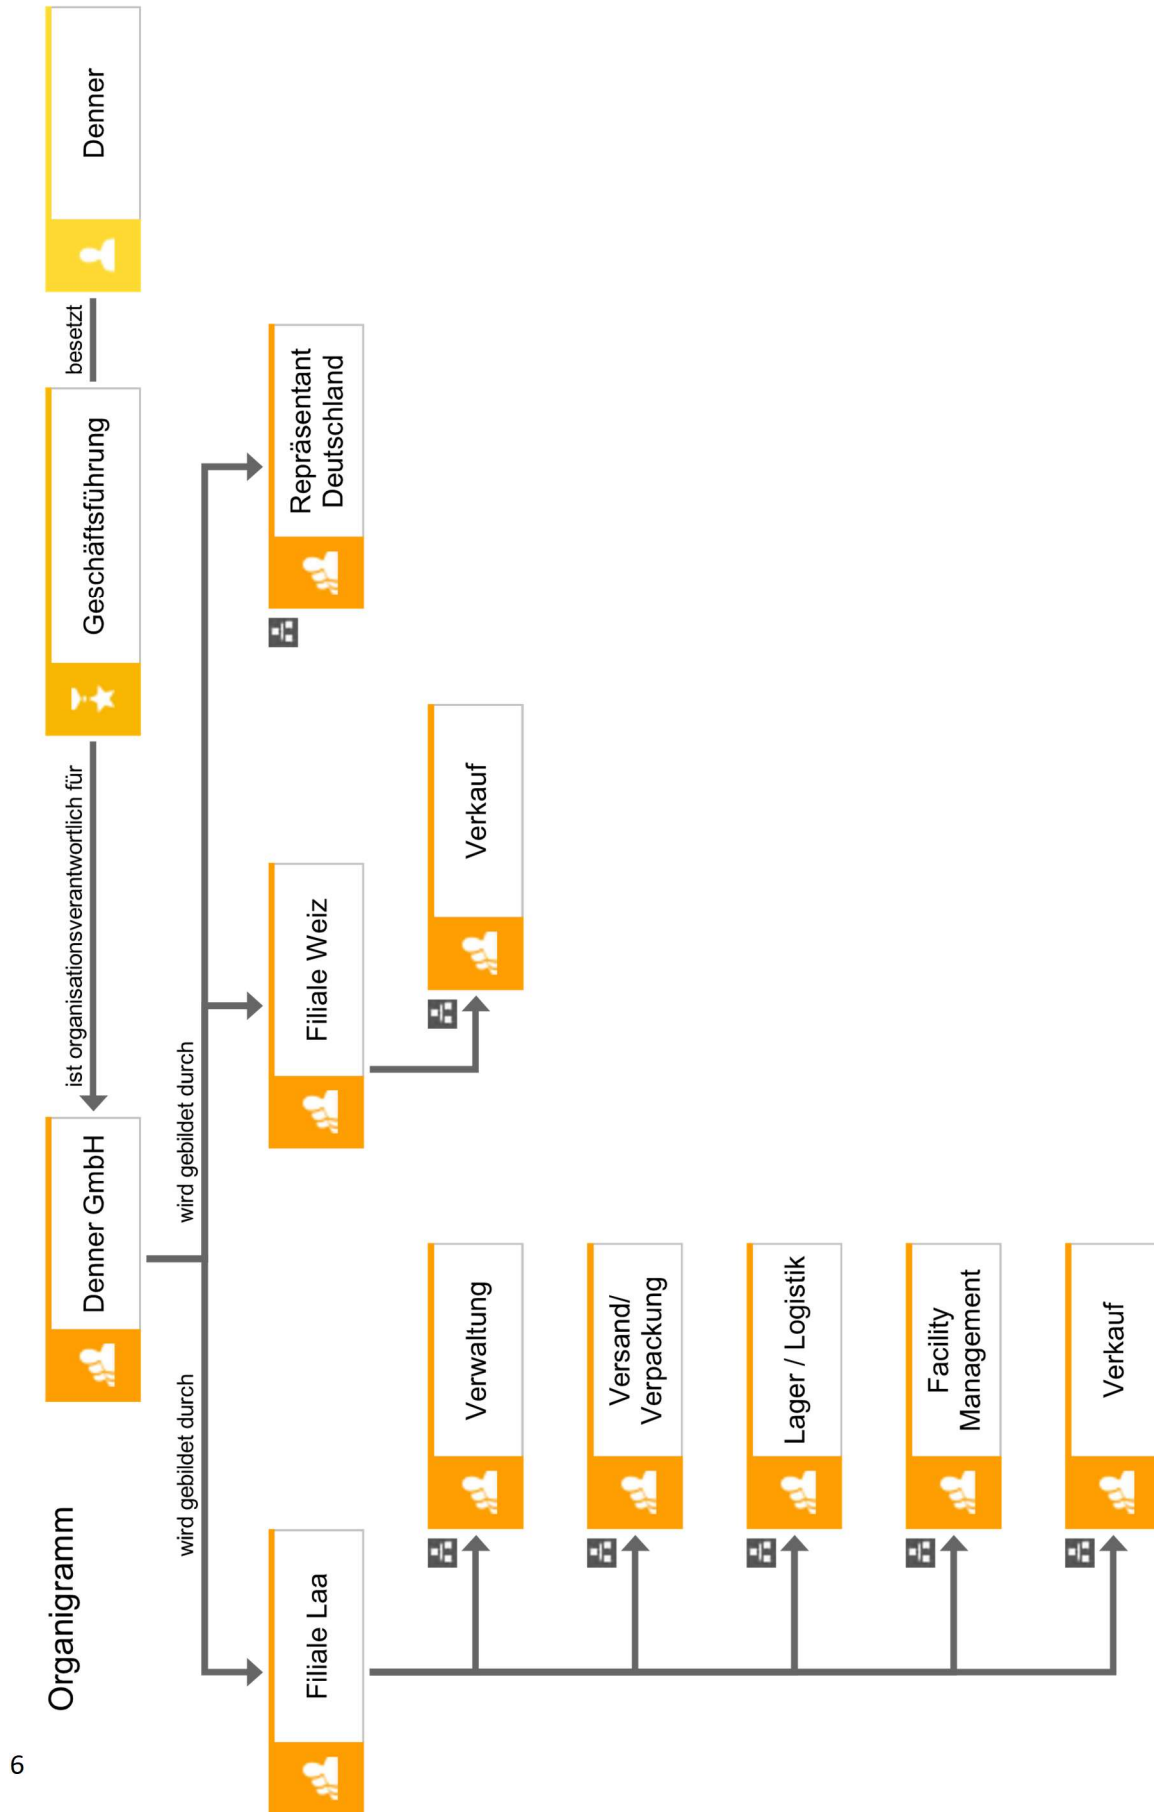 Organigramm
Denner GmbH
ist organisationsverantwortlich für
Geschäftsführung
besetzt
Denner
wird gebildet durch
wird gebildet durch
Filiale Laa
Filiale Weiz
Repräsentant
Deutschland
Verwaltung
Verkauf
Versand/
Verpackung
Lager / Logistik
Facility
Management
Verkauf
6